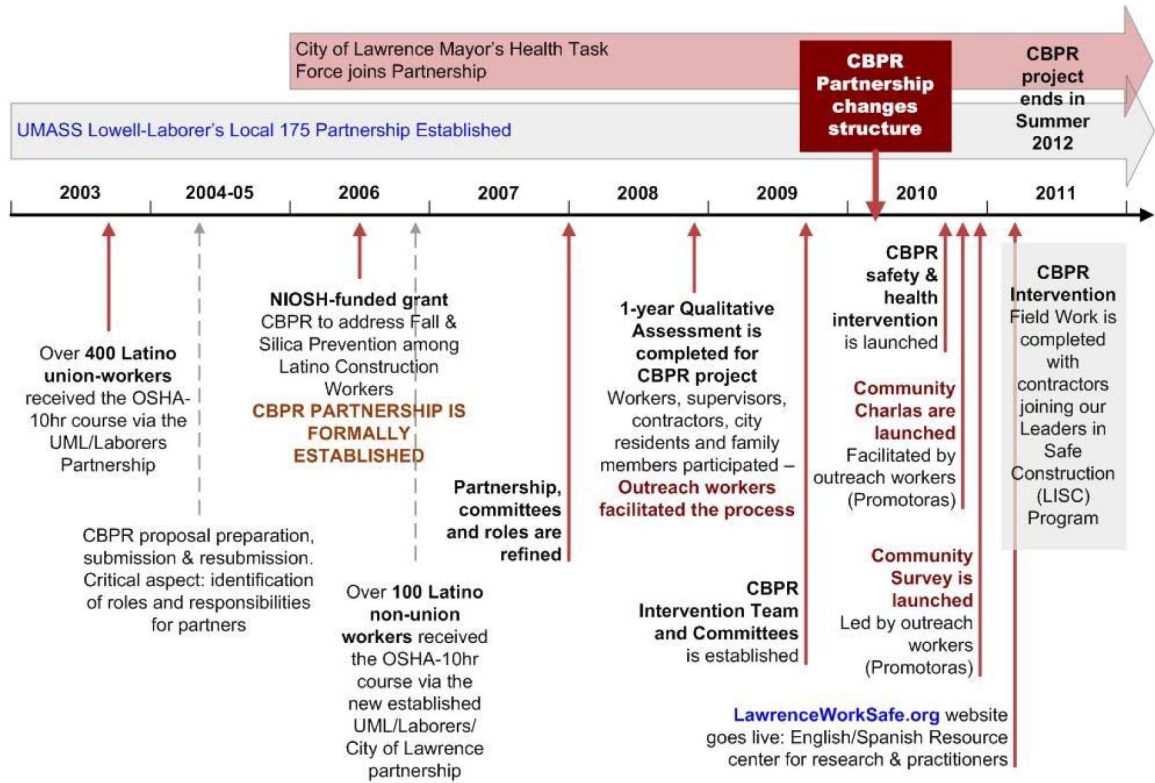 City of Lawrence Mayor's Health Task
Force joins Partnership
CBPR
Partnership
changes
structure
CBPR
project
ends in
Summer
2012
UMASS Lowell-Laborer's Local 175 Partnership Established
2003
2004-05
2006
2007
2008
2009
2010
2011
Over 400 Latino
union-workers
received the OSHA-
10hr course via the
UML/Laborers
Partnership
CBPR proposal preparation,
submission & resubmission.
Critical aspect: identification
of roles and responsibilities
for partners
NIOSH-funded grant
CBPR to address Fall &
Silica Prevention among
Latino Construction
Workers
CBPR PARTNERSHIP IS
FORMALLY
ESTABLISHED
Over 100 Latino
non-union
workers received
the OSHA-10hr
course via the
new established
UML/Laborers/
City of Lawrence
partnership
Partnership,
committees
and roles are
refined
1-year Qualitative
Assessment is
completed for
CBPR project
Workers, supervisors,
contractors, city
residents and family
members participated –
Outreach workers
facilitated the process
CBPR
Intervention Team
and Committees
is established
CBPR
safety &
health
intervention
is launched
Community
Charlas are
launched
Facilitated by
outreach workers
(Promotoras)
Community
Survey is
launched
Led by outreach
workers
(Promotoras)
LawrenceWorkSafe.org website
goes live: English/Spanish Resource
center for research & practitioners
CBPR
Intervention
Field Work is
completed
with
contractors
joining our
Leaders in
Safe
Construction
(LISC)
Program